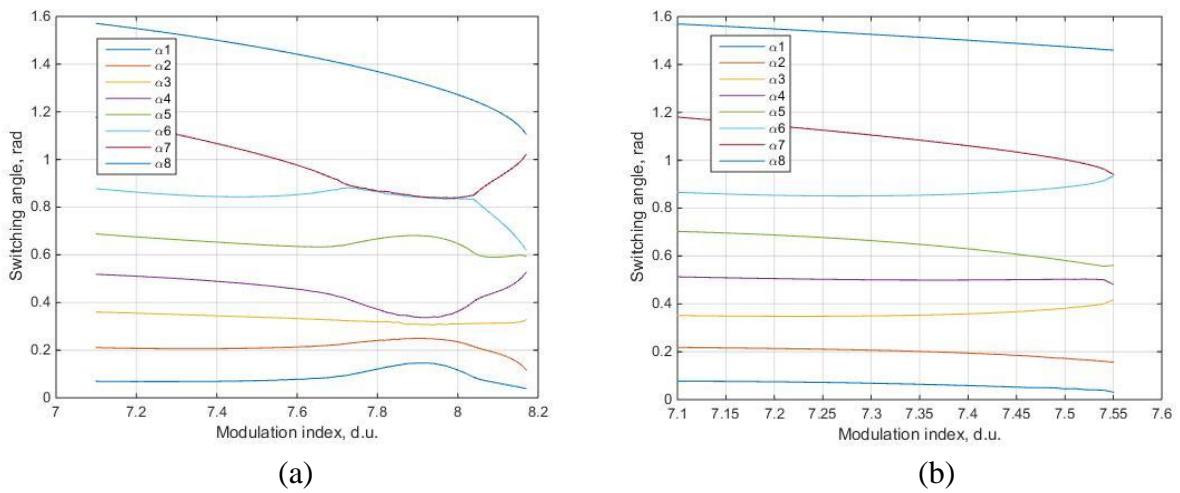 1.6
1.4
1.2
1
0.8
0.6
0.4
0.2
0
Switching angle, rad
α1
α2
α3
α4
α5
α6
α7
α8
7
7.2
7.4
7.6
7.8
8
8.2
Modulation index, d.u.
(a)
1.6
1.4
1.2
1
0.8
0.6
0.4
0.2
0
Switching angle, rad
α1
α2
α3
α4
α5
α6
α7
α8
7.1
7.15
7.2
7.25
7.3
7.35
7.4
7.45
7.5
7.55
7.6
Modulation index, d.u.
(b)